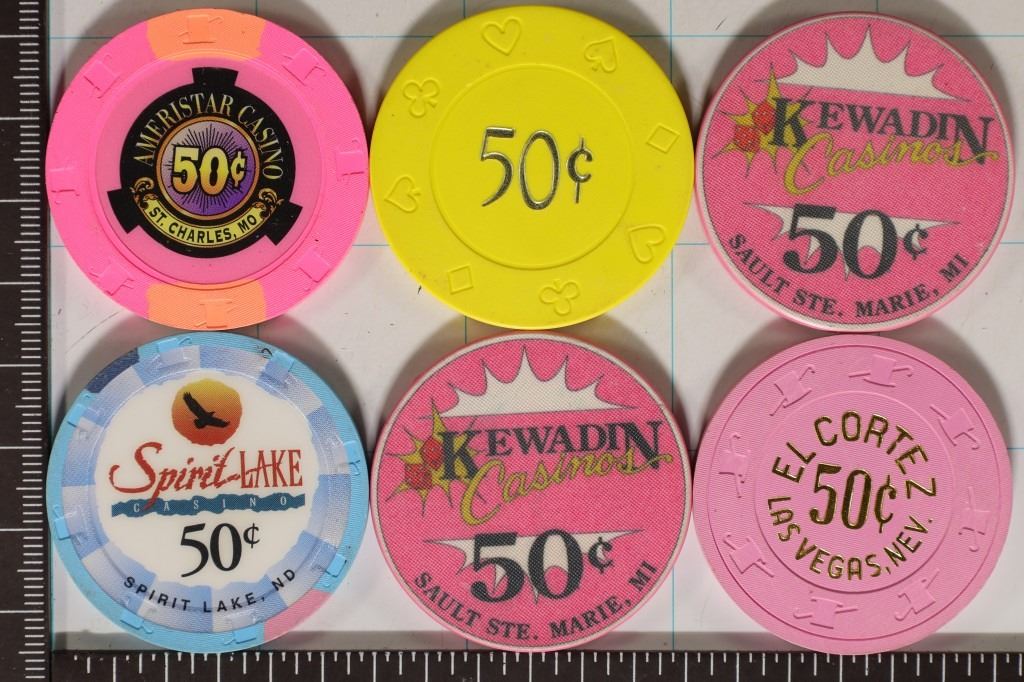 AMERISTAR CASINO
50¢
ST. CHARLES, MO
50¢
KEWADIN
Casinos
50¢
SAULT STE. MARIE, MI
Spirit LAKE
CASINO
50¢
SPIRIT LAKE, ND
KEWADIN
Casinos
50¢
SAULT STE. MARIE, MI
EL CORTEZ
50¢
LAS VEGAS, NEV.